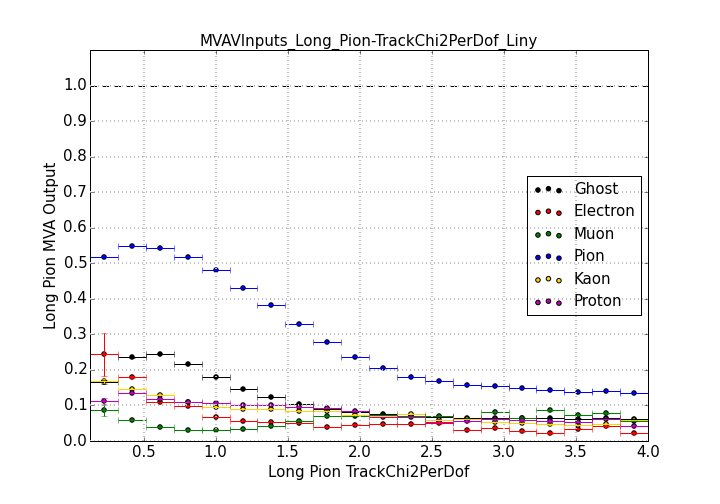 MVAVInputs_Long_Pion-TrackChi2PerDof_Liny
Long Pion MVA Output
1.0
0.9
0.8
0.7
0.6
0.5
0.4
0.3
0.2
0.1
0.0
Ghost
Electron
Muon
Pion
Kaon
Proton
0.5 1.0 1.5 2.0 2.5 3.0 3.5 4.0
Long Pion TrackChi2PerDof